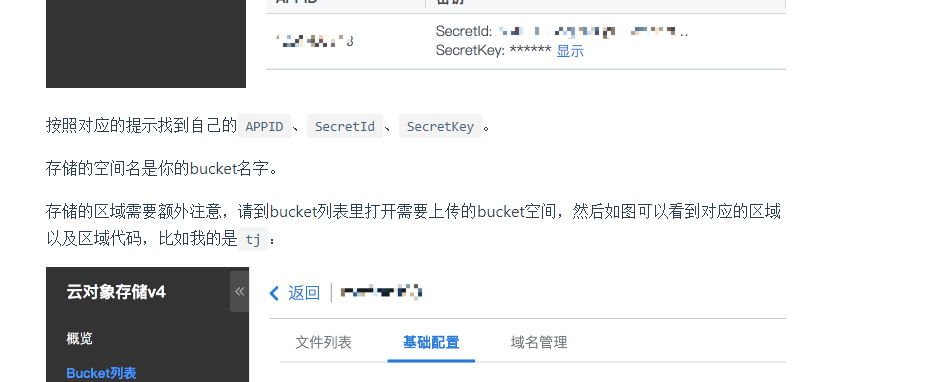 APPID
密钥
SecretId: ..
SecretKey: ****** 显示
按照对应的提示找到自己的 APPID 、 SecretId 、 SecretKey 。
存储的空间名是你的bucket名字。
存储的区域需要额外注意，请到bucket列表里打开需要上传的bucket空间，然后如图可以看到对应的区域
以及区域代码，比如我的是 tj ：
云对象存储v4
«
返回
概览
文件列表 基础配置 域名管理
Bucket列表